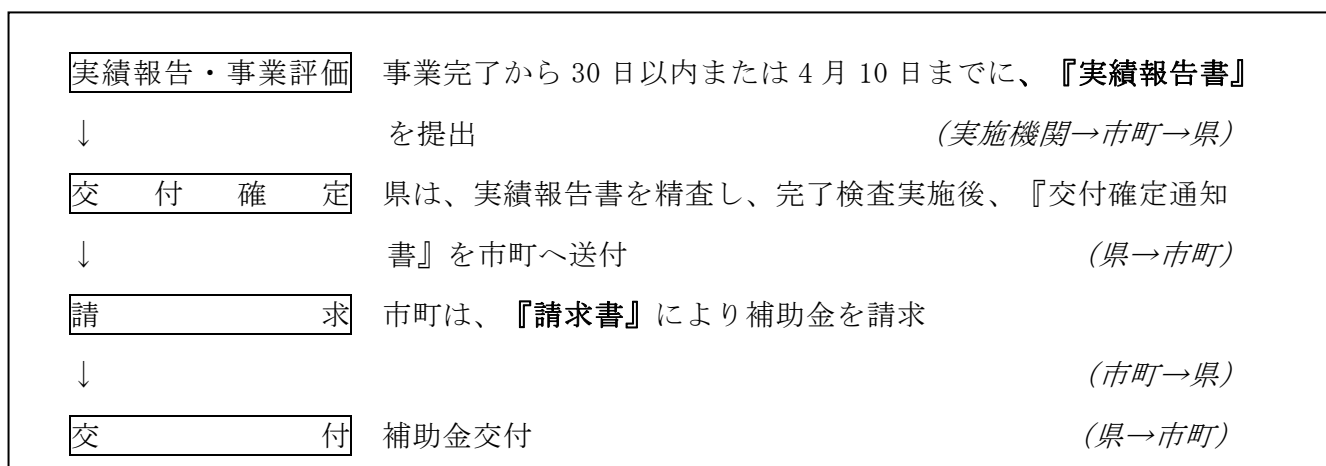 実績報告・事業評価 事業完了から 30 日以内または 4 月 10 日までに、『実績報告書』
↓ を提出 (実施機関→市町→県)
交付確定 県は、実績報告書を精査し、完了検査実施後、『交付確定通知
↓ 書』を市町へ送付 (県→市町)
請求 市町は、『請求書』により補助金を請求
↓ (市町→県)
交付 補助金交付 (県→市町)